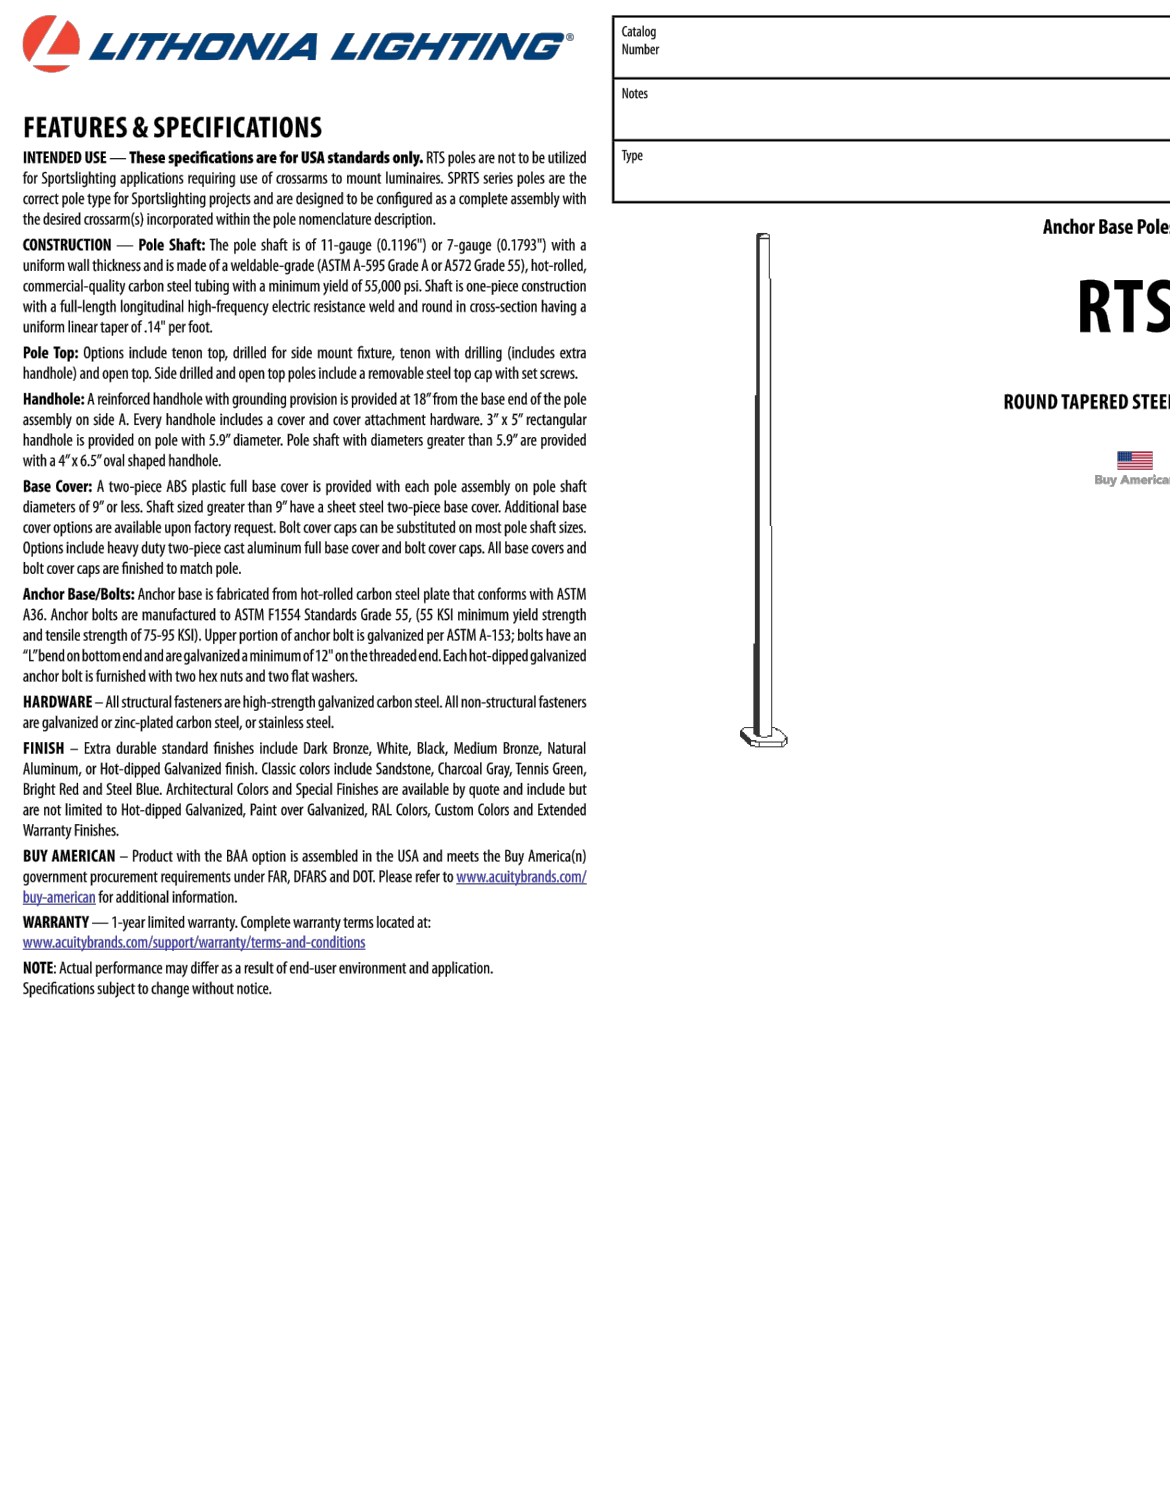 LITHONIA LIGHTING®
FEATURES & SPECIFICATIONS
INTENDED USE — These specifications are for USA standards only. RTS poles are not to be utilized
for Sportslighting applications requiring use of crossarms to mount luminaires. SPRTS series poles are the
correct pole type for Sportslighting projects and are designed to be configured as a complete assembly with
the desired crossarm(s) incorporated within the pole nomenclature description.
CONSTRUCTION — Pole Shaft: The pole shaft is of 11-gauge (0.1196") or 7-gauge (0.1793") with a
uniform wall thickness and is made of a weldable-grade (ASTM A-595 Grade A or A572 Grade 55), hot-rolled,
commercial-quality carbon steel tubing with a minimum yield of 55,000 psi. Shaft is one-piece construction
with a full-length longitudinal high-frequency electric resistance weld and round in cross-section having a
uniform linear taper of .14" per foot.
Pole Top: Options include tenon top, drilled for side mount fixture, tenon with drilling (includes extra
handhole) and open top. Side drilled and open top poles include a removable steel top cap with set screws.
Handhole: A reinforced handhole with grounding provision is provided at 18” from the base end of the pole
assembly on side A. Every handhole includes a cover and cover attachment hardware. 3” x 5” rectangular
handhole is provided on pole with 5.9” diameter. Pole shaft with diameters greater than 5.9” are provided
with a 4” x 6.5” oval shaped handhole.
Base Cover: A two-piece ABS plastic full base cover is provided with each pole assembly on pole shaft
diameters of 9” or less. Shaft sized greater than 9” have a sheet steel two-piece base cover. Additional base
cover options are available upon factory request. Bolt cover caps can be substituted on most pole shaft sizes.
Options include heavy duty two-piece cast aluminum full base cover and bolt cover caps. All base covers and
bolt cover caps are finished to match pole.
Anchor Base/Bolts: Anchor base is fabricated from hot-rolled carbon steel plate that conforms with ASTM
A36. Anchor bolts are manufactured to ASTM F1554 Standards Grade 55, (55 KSI minimum yield strength
and tensile strength of 75-95 KSI). Upper portion of anchor bolt is galvanized per ASTM A-153; bolts have an
“L” bend on bottom end and are galvanized a minimum of 12" on the threaded end. Each hot-dipped galvanized
anchor bolt is furnished with two hex nuts and two flat washers.
HARDWARE – All structural fasteners are high-strength galvanized carbon steel. All non-structural fasteners
are galvanized or zinc-plated carbon steel, or stainless steel.
FINISH – Extra durable standard finishes include Dark Bronze, White, Black, Medium Bronze, Natural
Aluminum, or Hot-dipped Galvanized finish. Classic colors include Sandstone, Charcoal Gray, Tennis Green,
Bright Red and Steel Blue. Architectural Colors and Special Finishes are available by quote and include but
are not limited to Hot-dipped Galvanized, Paint over Galvanized, RAL Colors, Custom Colors and Extended
Warranty Finishes.
BUY AMERICAN – Product with the BAA option is assembled in the USA and meets the Buy America(n)
government procurement requirements under FAR, DFARS and DOT. Please refer to www.acuitybrands.com/
buy-american for additional information.
WARRANTY — 1-year limited warranty. Complete warranty terms located at:
www.acuitybrands.com/support/warranty/terms-and-conditions
NOTE: Actual performance may differ as a result of end-user environment and application.
Specifications subject to change without notice.
Catalog
Number
Notes
Type
Anchor Base Poles
RTS
ROUND TAPERED STEEL
Buy American